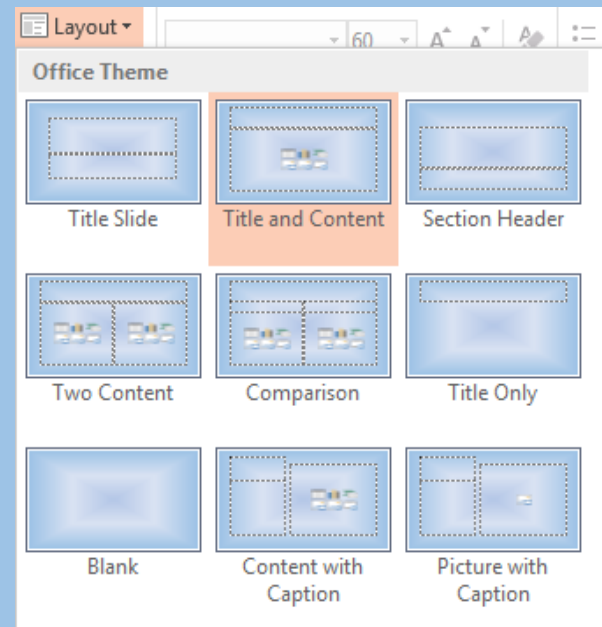 Layout
60 A A A
Office Theme
Title Slide Title and Content Section Header
Two Content Comparison Title Only
Blank Content with Caption Picture with Caption